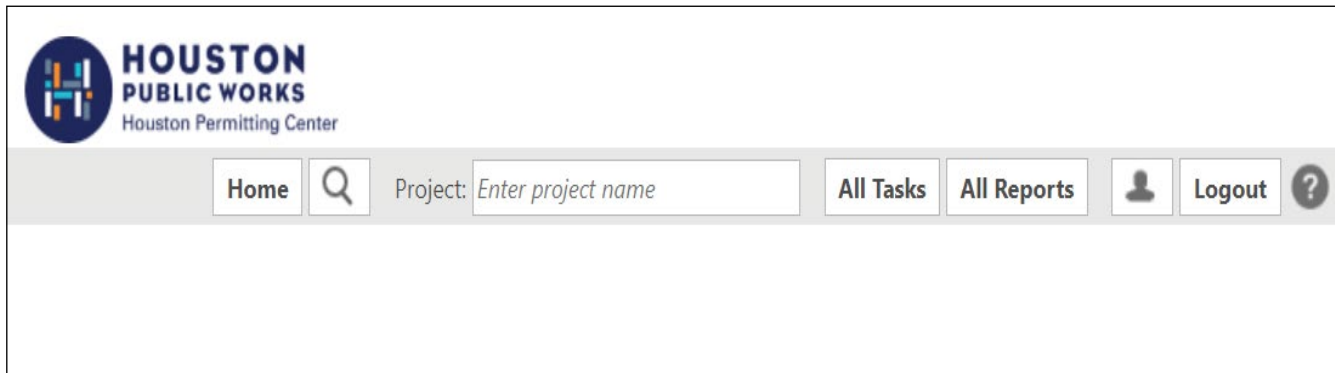 HOUSTON
PUBLIC WORKS
Houston Permitting Center
Home Project: Enter project name All Tasks All Reports Logout ?